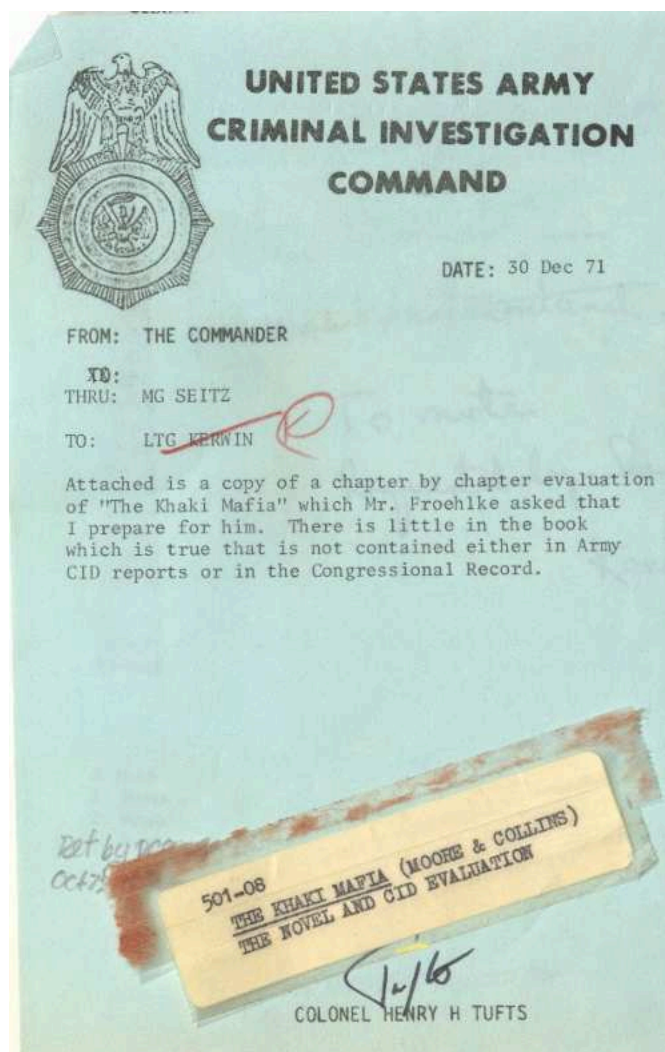 UNITED STATES ARMY
CRIMINAL INVESTIGATION
COMMAND
DATE: 30 Dec 71
FROM: THE COMMANDER
TO:
THRU: MG SEITZ
TO: LTG KERWIN K
Attached is a copy of a chapter by chapter evaluation
of "The Khaki Mafia" which Mr. Froehlke asked that
I prepare for him. There is little in the book
which is true that is not contained either in Army
CID reports or in the Congressional Record.
Ret by
501-08
THE KHAKI MAFIA (MOORE & COLLINS)
THE NOVEL AND CID EVALUATION
Tufts
COLONEL HENRY H TUFTS